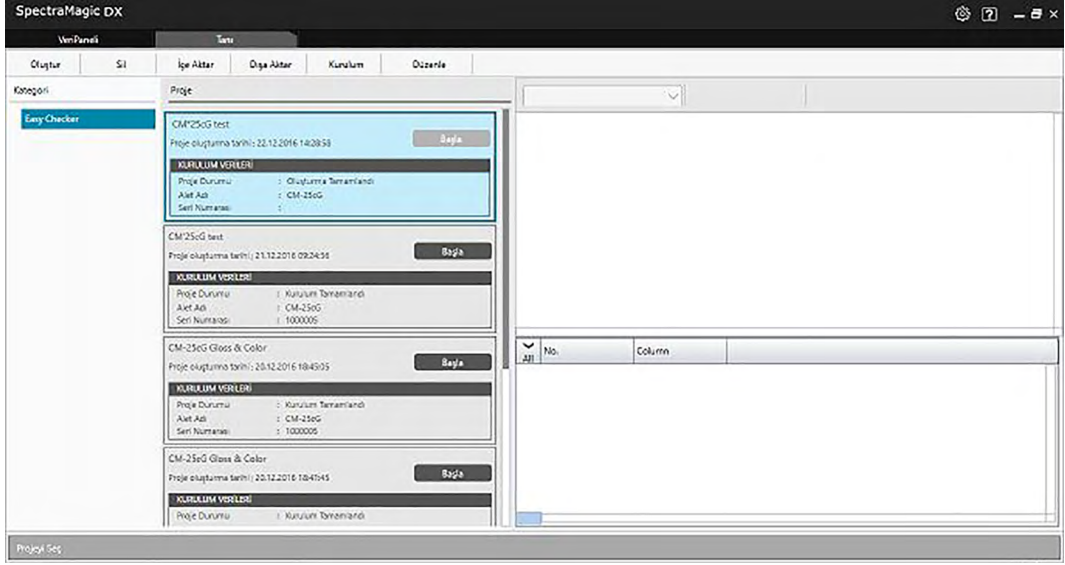 SpectraMagic DX
VeriPaneli
Tanı
Oluştur
Sil
İçe Aktar
Dışa Aktar
Kurulum
Düzenle
Kategori
Proje
Easy Checker
CM*25cG test
Proje oluşturma tarihi : 22.12.2016 14:28:58
Başla
KURULUM VERİLERİ
Proje Durumu : Oluşturma Tamamlandı
Alet Adı : CM-25cG
Seri Numarası :
CM*25cG test
Proje oluşturma tarihi : 21.12.2016 09:24:36
Başla
KURULUM VERİLERİ
Proje Durumu : Kurulum Tamamlandı
Alet Adı : CM-25cG
Seri Numarası : 1000005
CM-25cG Gloss & Color
Proje oluşturma tarihi : 20.12.2016 18:45:05
Başla
KURULUM VERİLERİ
Proje Durumu : Kurulum Tamamlandı
Alet Adı : CM-25cG
Seri Numarası : 1000005
CM-25cG Gloss & Color
Proje oluşturma tarihi : 20.12.2016 18:41:45
Başla
KURULUM VERİLERİ
Proje Durumu : Kurulum Tamamlandı
All
No.
Column
Projeyi Seç